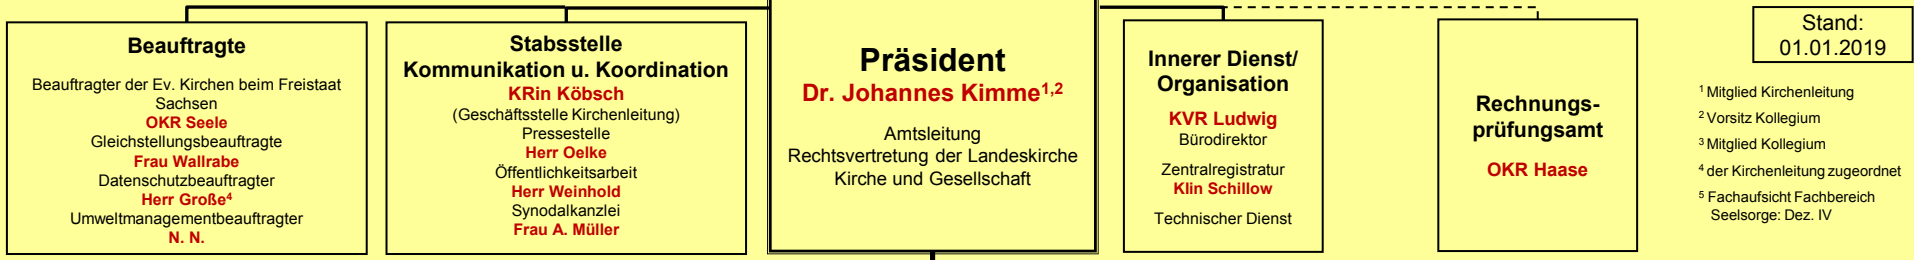 Beauftragte
Beauftragter der Ev. Kirchen beim Freistaat
Sachsen
OKR Seele
Gleichstellungsbeauftragte
Frau Wallrabe
Datenschutzbeauftragter
Herr Große⁴
Umweltmanagementbeauftragter
N. N.
Stabsstelle
Kommunikation u. Koordination
KRin Köbsch
(Geschäftsstelle Kirchenleitung)
Pressestelle
Herr Oelke
Öffentlichkeitsarbeit
Herr Weinhold
Synodalkanzlei
Frau A. Müller
Präsident
Dr. Johannes Kimme¹,²
Amtsleitung
Rechtsvertretung der Landeskirche
Kirche und Gesellschaft
Innerer Dienst/
Organisation
KVR Ludwig
Bürodirektor
Zentralregistratur
KIin Schillow
Technischer Dienst
Rechnungs-
prüfungsamt
OKR Haase
Stand:
01.01.2019
¹ Mitglied Kirchenleitung
² Vorsitz Kollegium
³ Mitglied Kollegium
⁴ der Kirchenleitung zugeordnet
⁵ Fachaufsicht Fachbereich
Seelsorge: Dez. IV